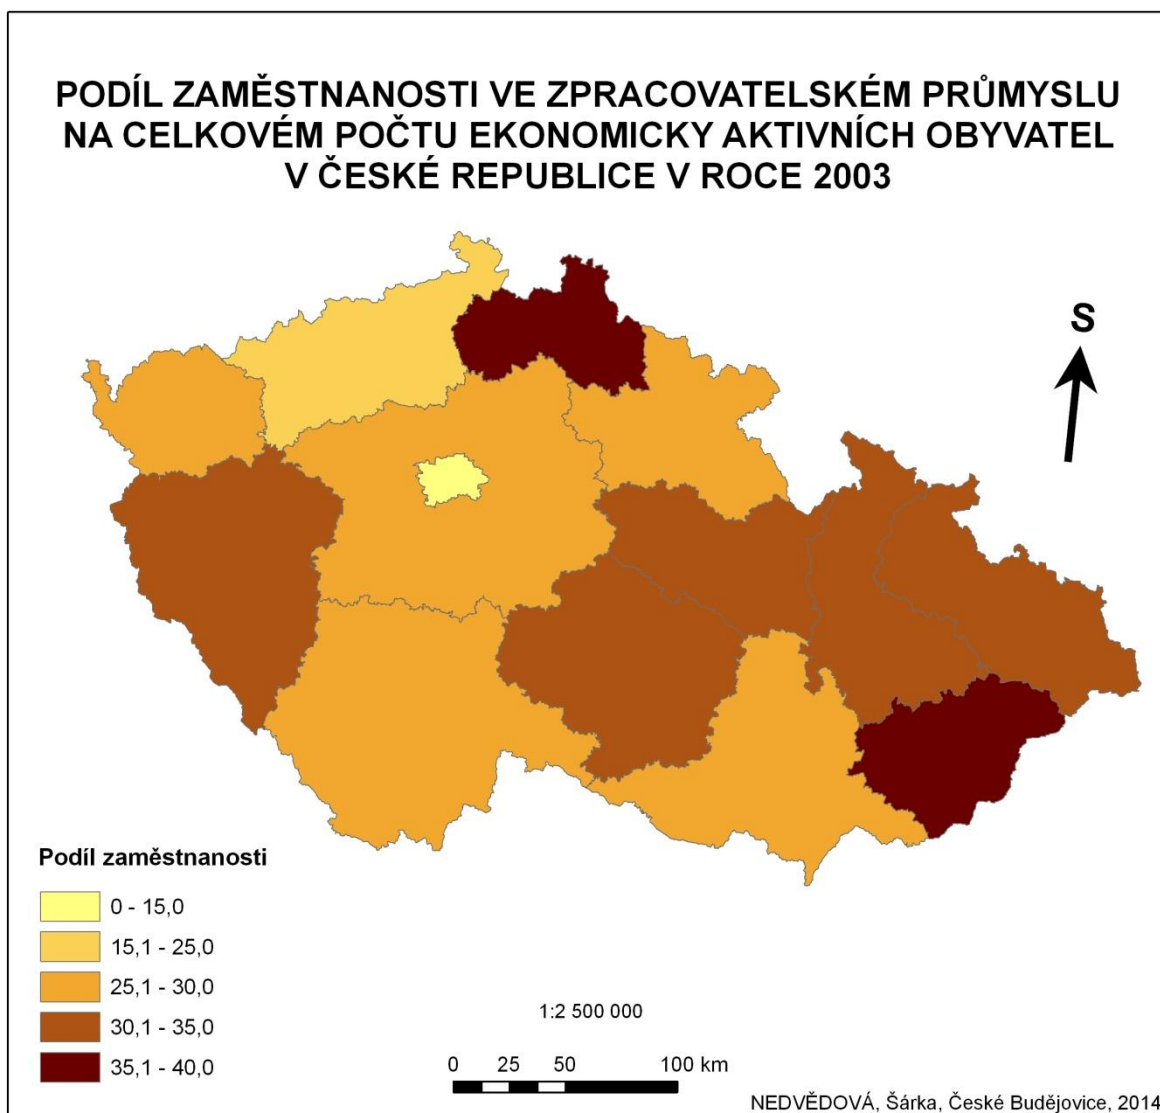 PODÍL ZAMĚSTNANOSTI VE ZPRACOVATELSKÉM PRŮMYSLU
NA CELKOVÉM POČTU EKONOMICKY AKTIVNÍCH OBYVATEL
V ČESKÉ REPUBLICE V ROCE 2003
S
Podíl zaměstnanosti
0 - 15,0
15,1 - 25,0
25,1 - 30,0
30,1 - 35,0
35,1 - 40,0
1:2 500 000
0 25 50 100 km
NEDVĚDOVÁ, Šárka, České Budějovice, 2014